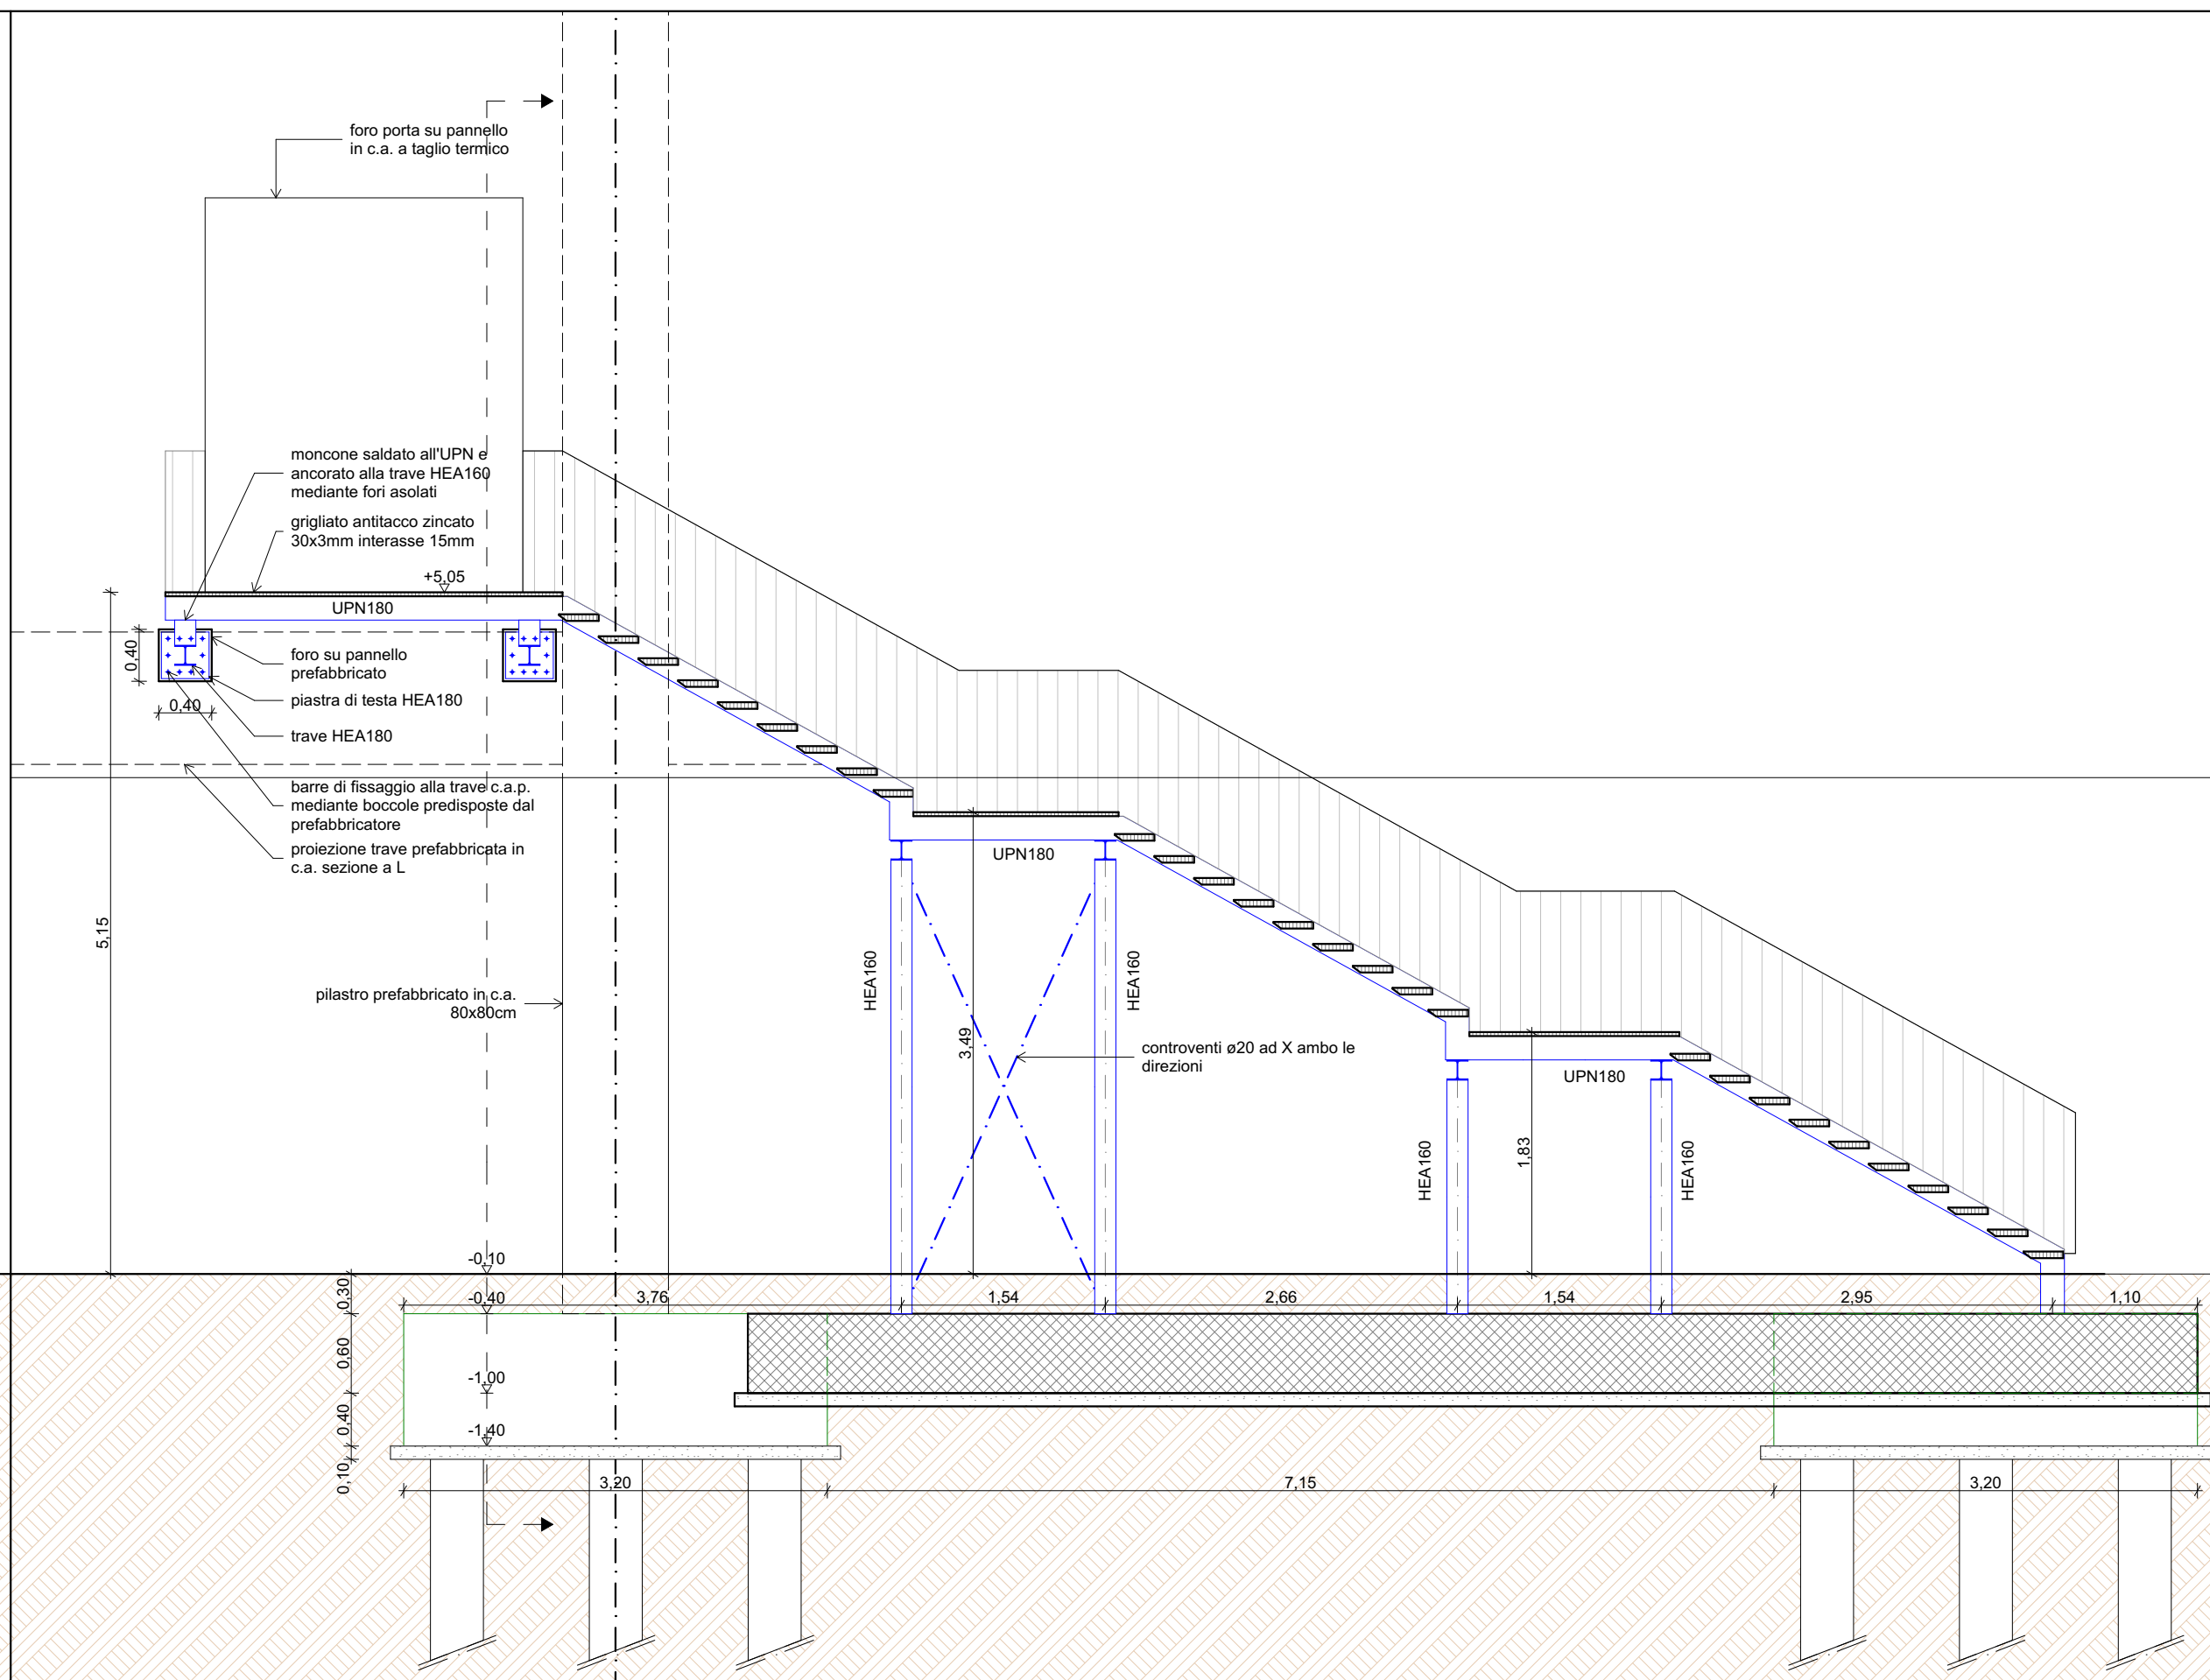 foro porta su pannello
in c.a. a taglio termico
moncone saldato all'UPN e
ancorato alla trave HEA160
mediante fori asolati
grigliato antitacco zincato
30x3mm interasse 15mm
+5,05
UPN180
0,40
foro su pannello
prefabbricato
piastra di testa HEA180
0,40
trave HEA180
barre di fissaggio alla trave c.a.p.
mediante boccole predisposte dal
prefabbricatore
proiezione trave prefabbricata in
c.a. sezione a L
UPN180
5,15
HEA160
HEA160
pilastro prefabbricato in c.a.
80x80cm
3,49
controventi ø20 ad X ambo le
direzioni
UPN180
HEA160
1,83
HEA160
-0,10
0,30
-0,40
3,76
1,54
2,66
1,54
2,95
1,10
0,60
-1,00
0,40
-1,40
0,10
3,20
7,15
3,20